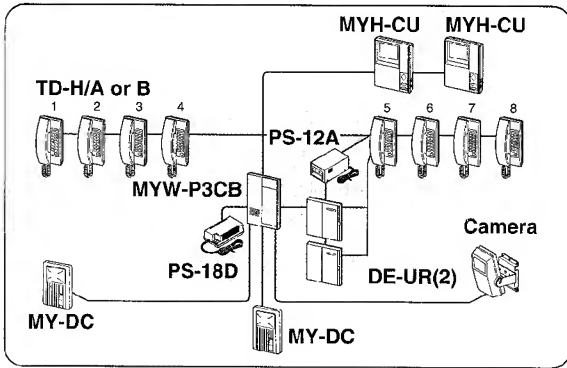 MYH-CU MYH-CU
TD-H/A or B
1 2 3 4 5 6 7 8
PS-12A
MYW-P3CB
Camera
PS-18D DE-UR(2)
MY-DC
MY-DC